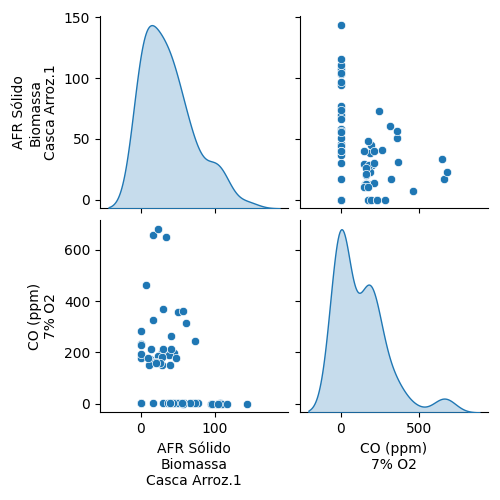 150
100
50
0
AFR Sólido
Biomassa
Casca Arroz.1
600
400
200
0
CO (ppm)
7% O2
0
100
AFR Sólido
Biomassa
Casca Arroz.1
0
500
CO (ppm)
7% O2